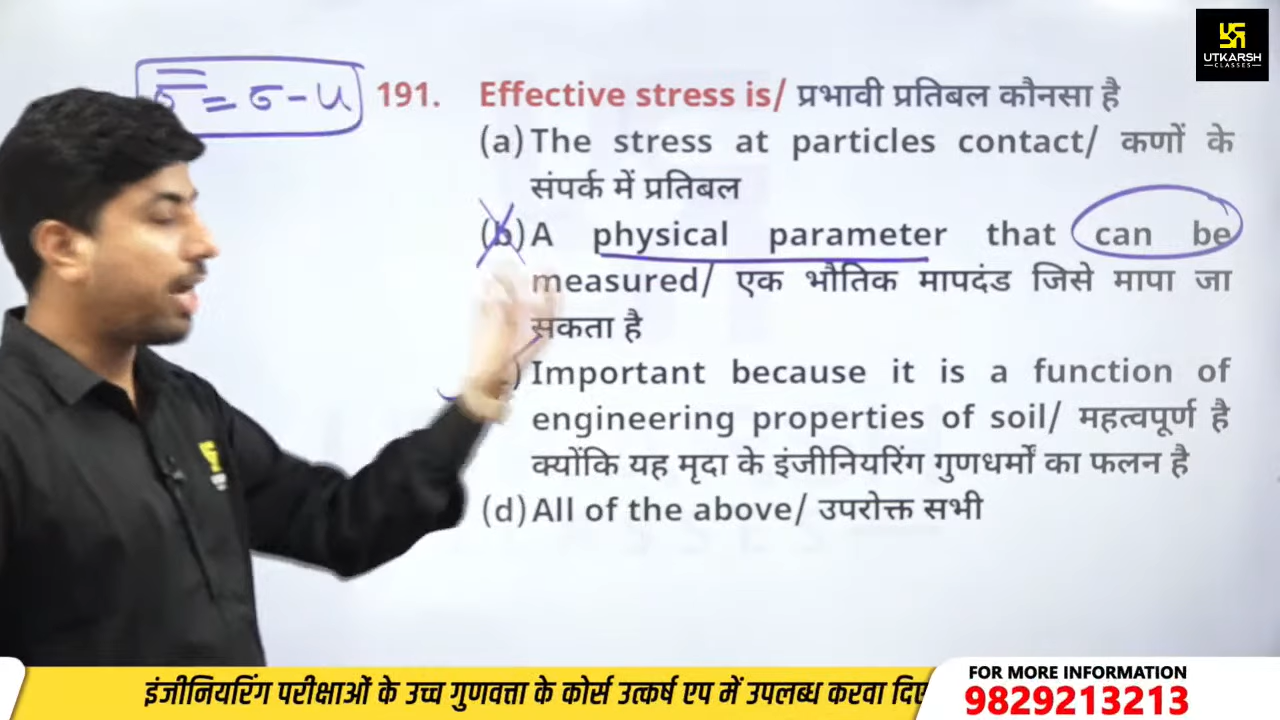 UTKARSH
CLASSES
σ̅ = σ - u
191. Effective stress is/ प्रभावी प्रतिबल कौनसा है
(a) The stress at particles contact/ कणों के
संपर्क में प्रतिबल
(b) A physical parameter that can be
measured/ एक भौतिक मापदंड जिसे मापा जा
सकता है
) Important because it is a function of
engineering properties of soil/ महत्वपूर्ण है
क्योंकि यह मृदा के इंजीनियरिंग गुणधर्मों का फलन है
(d) All of the above/ उपरोक्त सभी
इंजीनियरिंग परीक्षाओं के उच्च गुणवत्ता के कोर्स उत्कर्ष एप में उपलब्ध करवा दिए
FOR MORE INFORMATION
9829213213